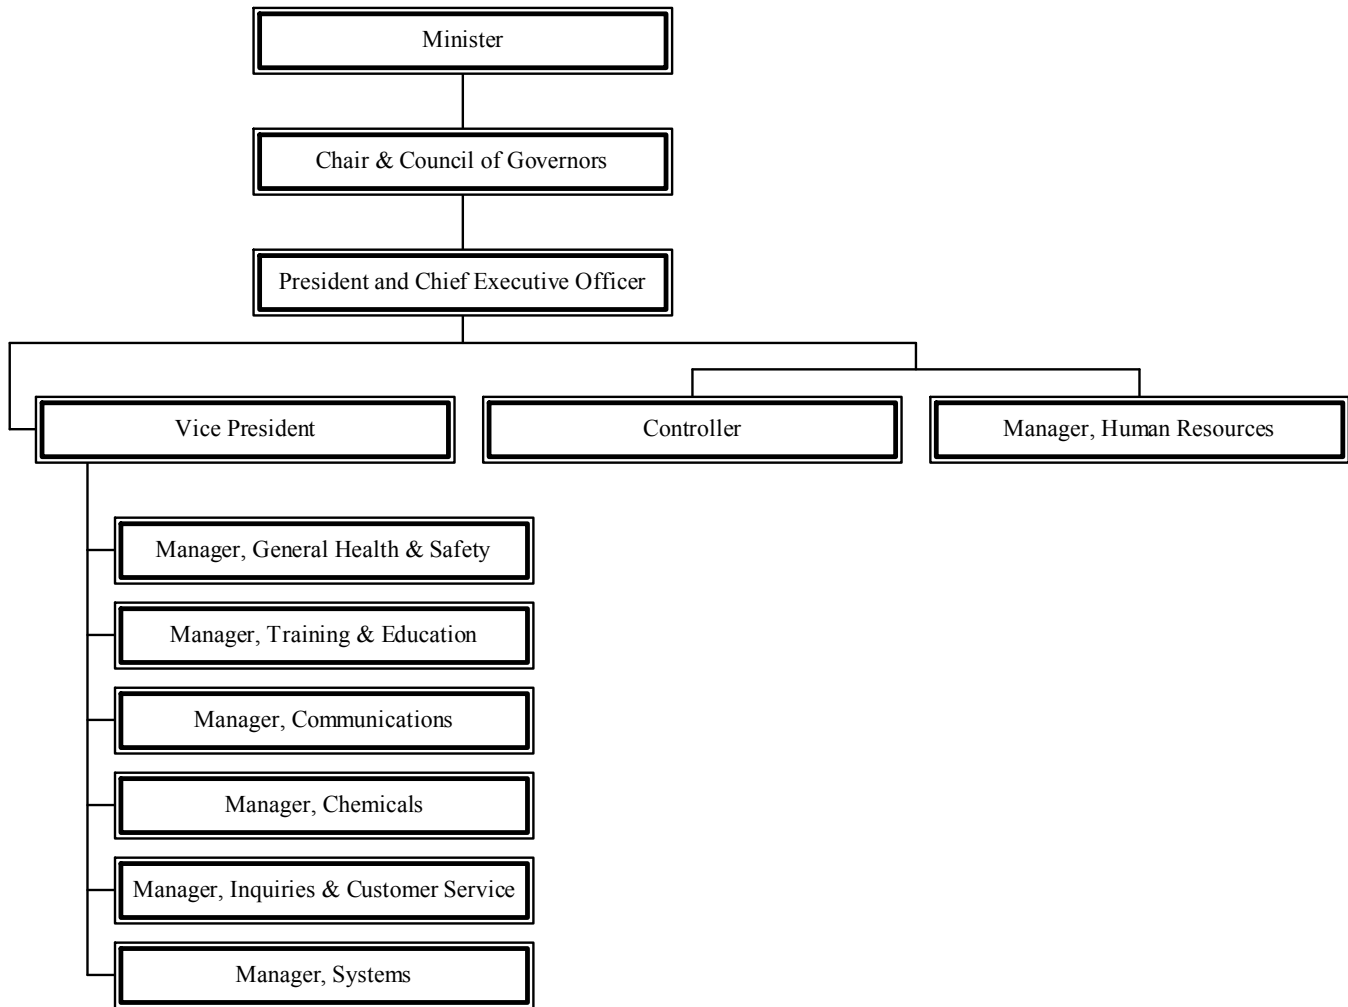 Minister
Chair & Council of Governors
President and Chief Executive Officer
Vice President
Controller
Manager, Human Resources
Manager, General Health & Safety
Manager, Training & Education
Manager, Communications
Manager, Chemicals
Manager, Inquiries & Customer Service
Manager, Systems